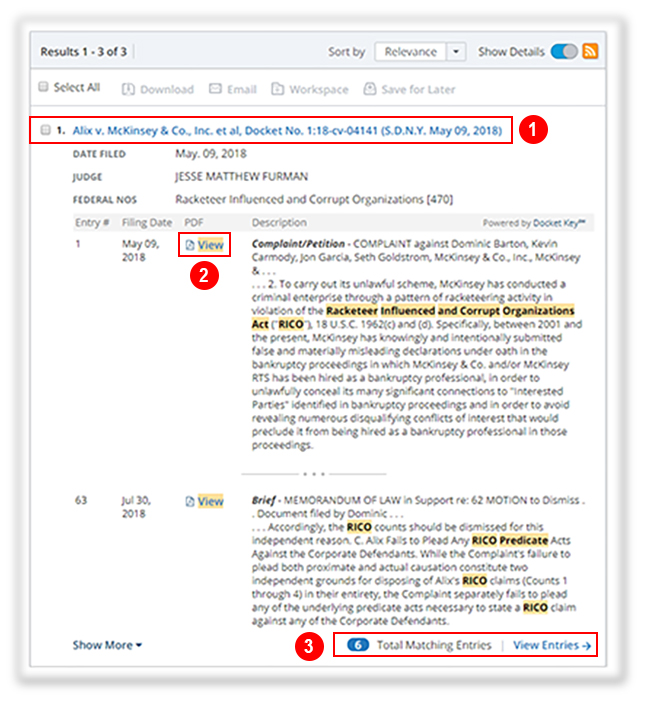 Results 1 - 3 of 3
Sort by Relevance Show Details
Select All Download Email Workspace Save for Later
1. Alix v. McKinsey & Co., Inc. et al, Docket No. 1:18-cv-04141 (S.D.N.Y. May 09, 2018)
1
DATE FILED May. 09, 2018
JUDGE JESSE MATTHEW FURMAN
FEDERAL NOS Racketeer Influenced and Corrupt Organizations [470]
Entry # Filing Date PDF Description Powered by Docket Key℠
1 May 09, 2018 View
2
Complaint/Petition - COMPLAINT against Dominic Barton, Kevin
Carmody, Jon Garcia, Seth Goldstrom, McKinsey & Co., Inc., McKinsey
& . . .
. . . 2. To carry out its unlawful scheme, McKinsey has conducted a
criminal enterprise through a pattern of racketeering activity in
violation of the Racketeer Influenced and Corrupt Organizations
Act ("RICO"), 18 U.S.C. 1962(c) and (d). Specifically, between 2001 and
the present, McKinsey has knowingly and intentionally submitted
false and materially misleading declarations under oath in the
bankruptcy proceedings in which McKinsey & Co. and/or McKinsey
RTS has been hired as a bankruptcy professional, in order to
unlawfully conceal its many significant connections to "Interested
Parties" identified in bankruptcy proceedings and in order to avoid
revealing numerous disqualifying conflicts of interest that would
preclude it from being hired as a bankruptcy professional in those
proceedings.
63 Jul 30, 2018 View
Brief - MEMORANDUM OF LAW in Support re: 62 MOTION to Dismiss .
. Document filed by Dominic . . .
. . . Accordingly, the RICO counts should be dismissed for this
independent reason. C. Alix Fails to Plead Any RICO Predicate Acts
Against the Corporate Defendants. While the Complaint's failure to
plead both proximate and actual causation constitute two
independent grounds for disposing of Alix's RICO claims (Counts 1
through 4) in their entirety, the Complaint separately fails to plead
any of the underlying predicate acts necessary to state a RICO claim
against any of the Corporate Defendants.
Show More
3
6 Total Matching Entries | View Entries →